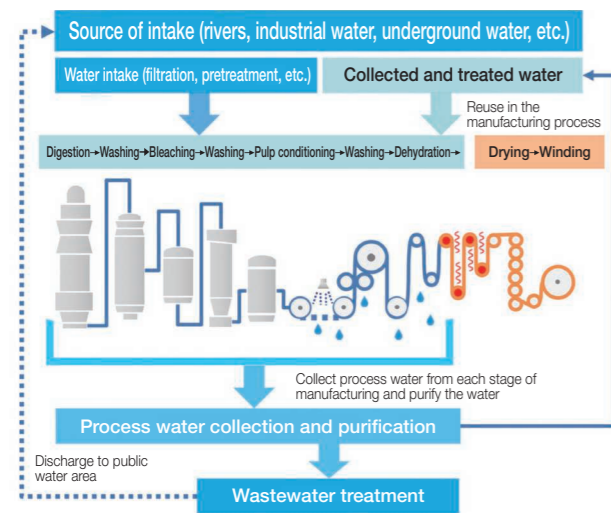 Source of intake (rivers, industrial water, underground water, etc.)
Water intake (filtration, pretreatment, etc.)
Collected and treated water
Reuse in the
manufacturing process
Digestion→Washing→Bleaching→Washing→Pulp conditioning→Washing→Dehydration→
Drying→Winding
Collect process water from each stage of
manufacturing and purify the water
Process water collection and purification
Discharge to public
water area
Wastewater treatment